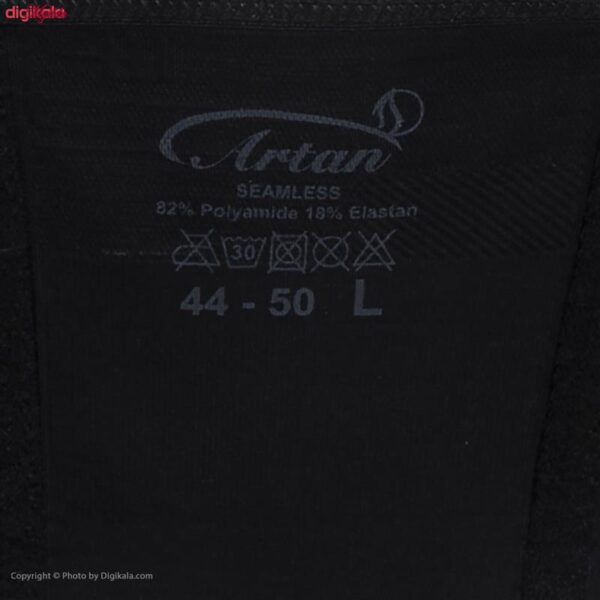 digikala
Artan
SEAMLESS
82% Polyamide 18% Elastan
30
44 - 50 L
Copyright © Photo by Digikala.com